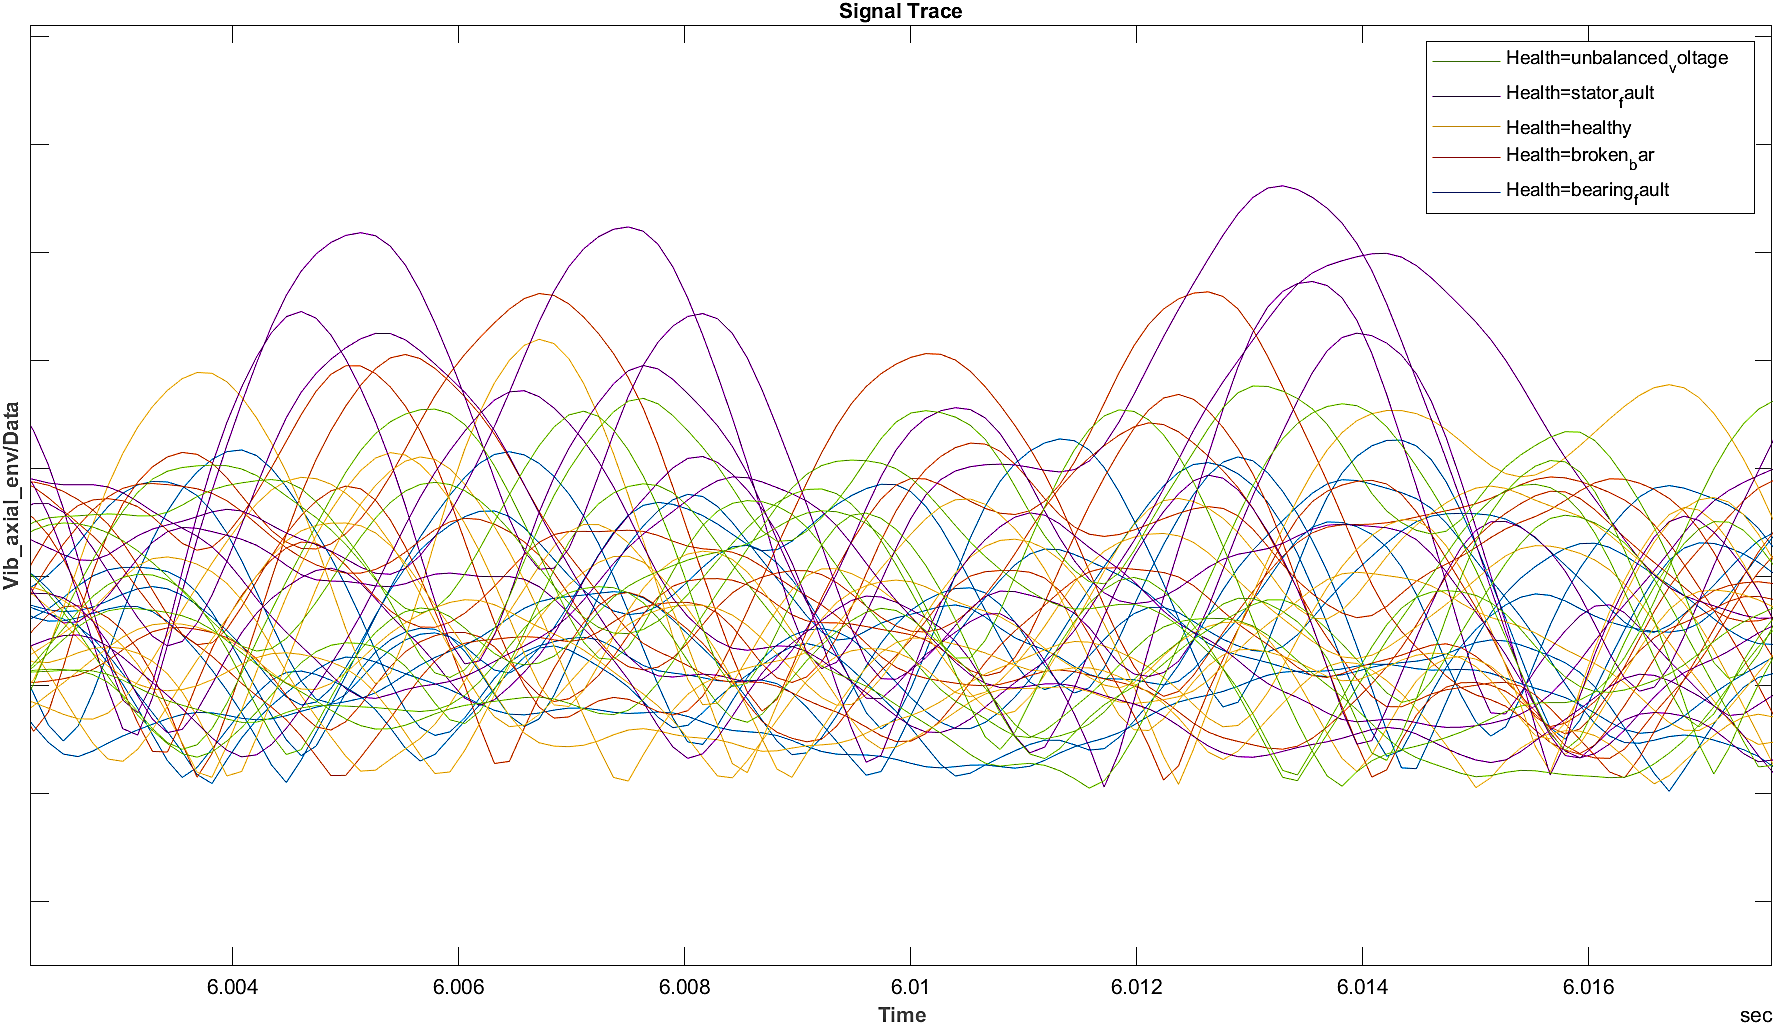 Signal Trace
Health=unbalanced_voltage
Health=stator_fault
Health=healthy
Health=broken_bar
Health=bearing_fault
Vib_axial_env/Data
6.004 6.006 6.008 6.01 6.012 6.014 6.016
Time
sec